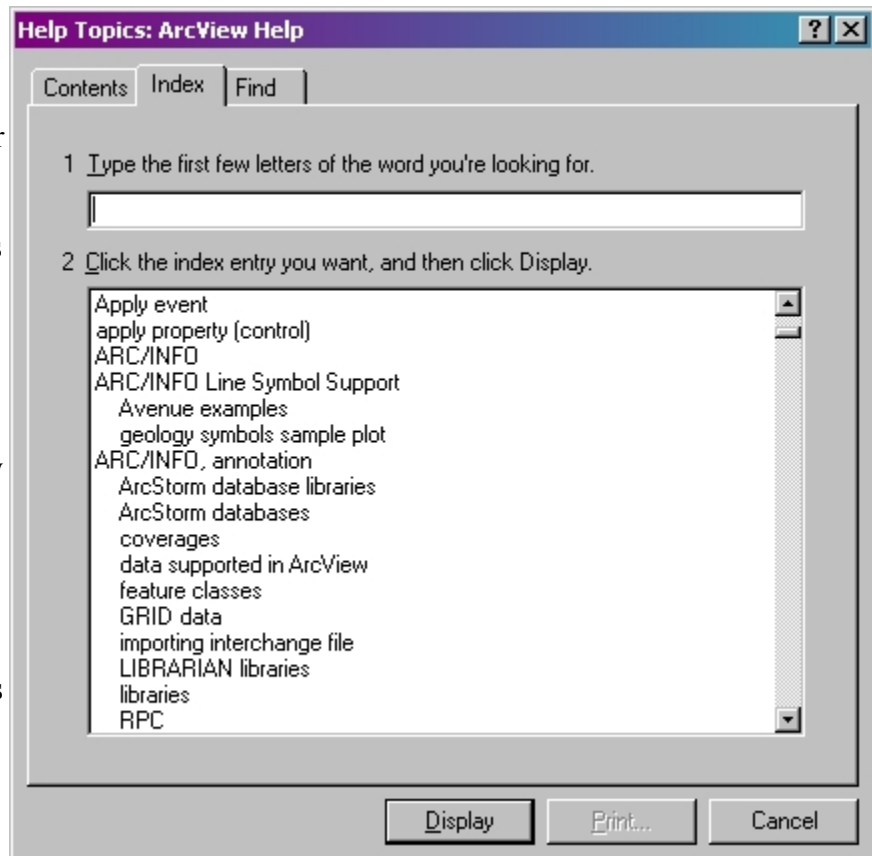 Help Topics: ArcView Help
Contents Index Find
1 Type the first few letters of the word you're looking for.
2 Click the index entry you want, and then click Display.
Apply event
apply property (control)
ARC/INFO
ARC/INFO Line Symbol Support
Avenue examples
geology symbols sample plot
ARC/INFO, annotation
ArcStorm database libraries
ArcStorm databases
coverages
data supported in ArcView
feature classes
GRID data
importing interchange file
LIBRARIAN libraries
libraries
RPC
Display Print... Cancel